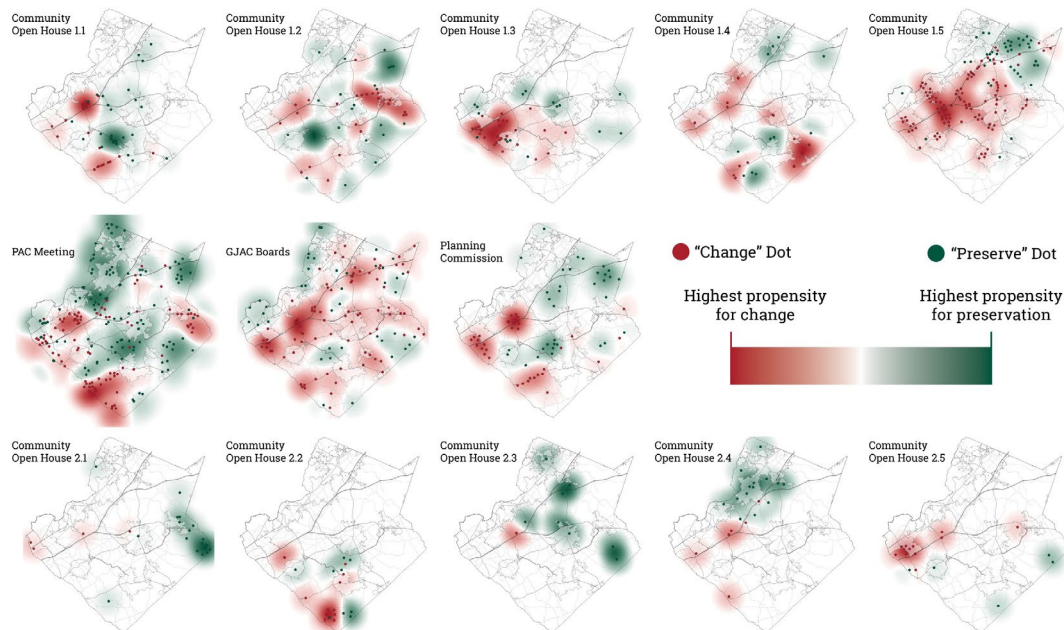 Community
Open House 1.1
Community
Open House 1.2
Community
Open House 1.3
Community
Open House 1.4
Community
Open House 1.5
PAC Meeting
GJAC Boards
Planning
Commission
“Change” Dot
“Preserve” Dot
Highest propensity
for change
Highest propensity
for preservation
Community
Open House 2.1
Community
Open House 2.2
Community
Open House 2.3
Community
Open House 2.4
Community
Open House 2.5